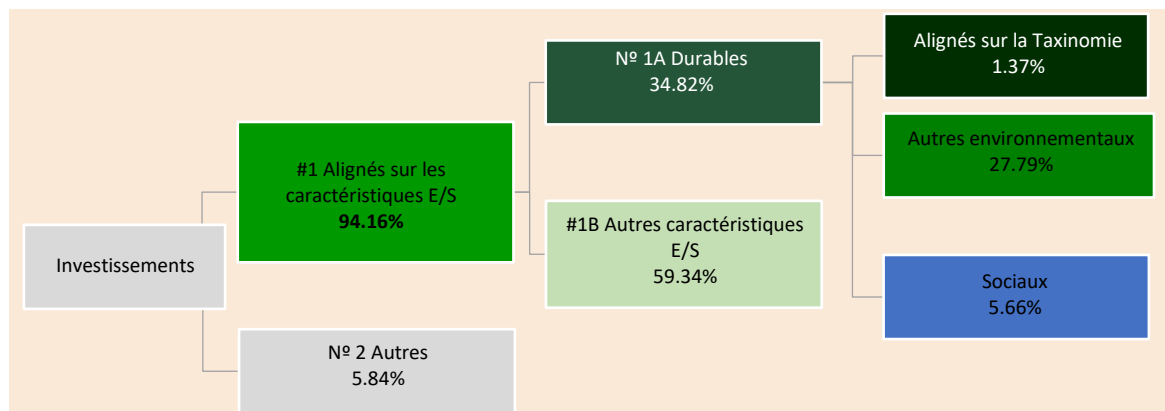 Investissements
#1 Alignés sur les
caractéristiques E/S
94.16%
Nº 2 Autres
5.84%
Nº 1A Durables
34.82%
#1B Autres caractéristiques
E/S
59.34%
Alignés sur la Taxinomie
1.37%
Autres environnementaux
27.79%
Sociaux
5.66%